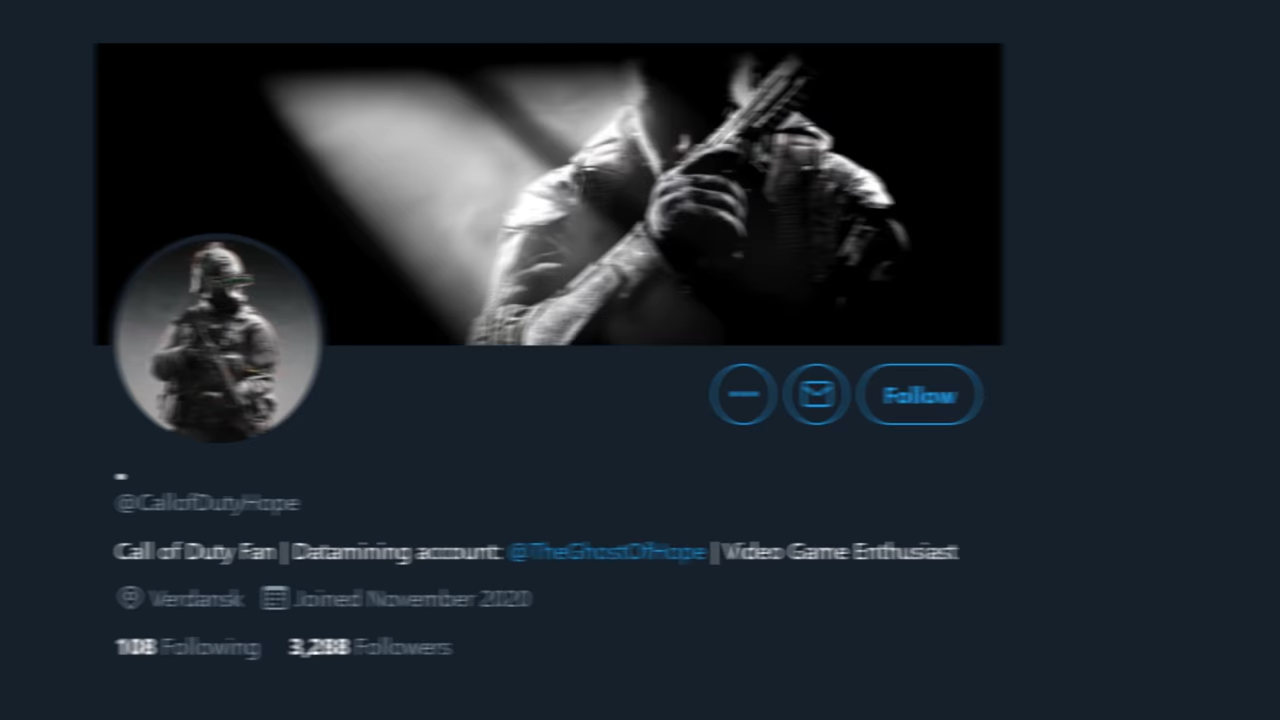 Follow
-
@CallofDutyHope
Call of Duty Fan | Datamining account: @TheGhostOfHope | Video Game Enthusiast
Verdansk Joined November 2020
108 Following 3,288 Followers